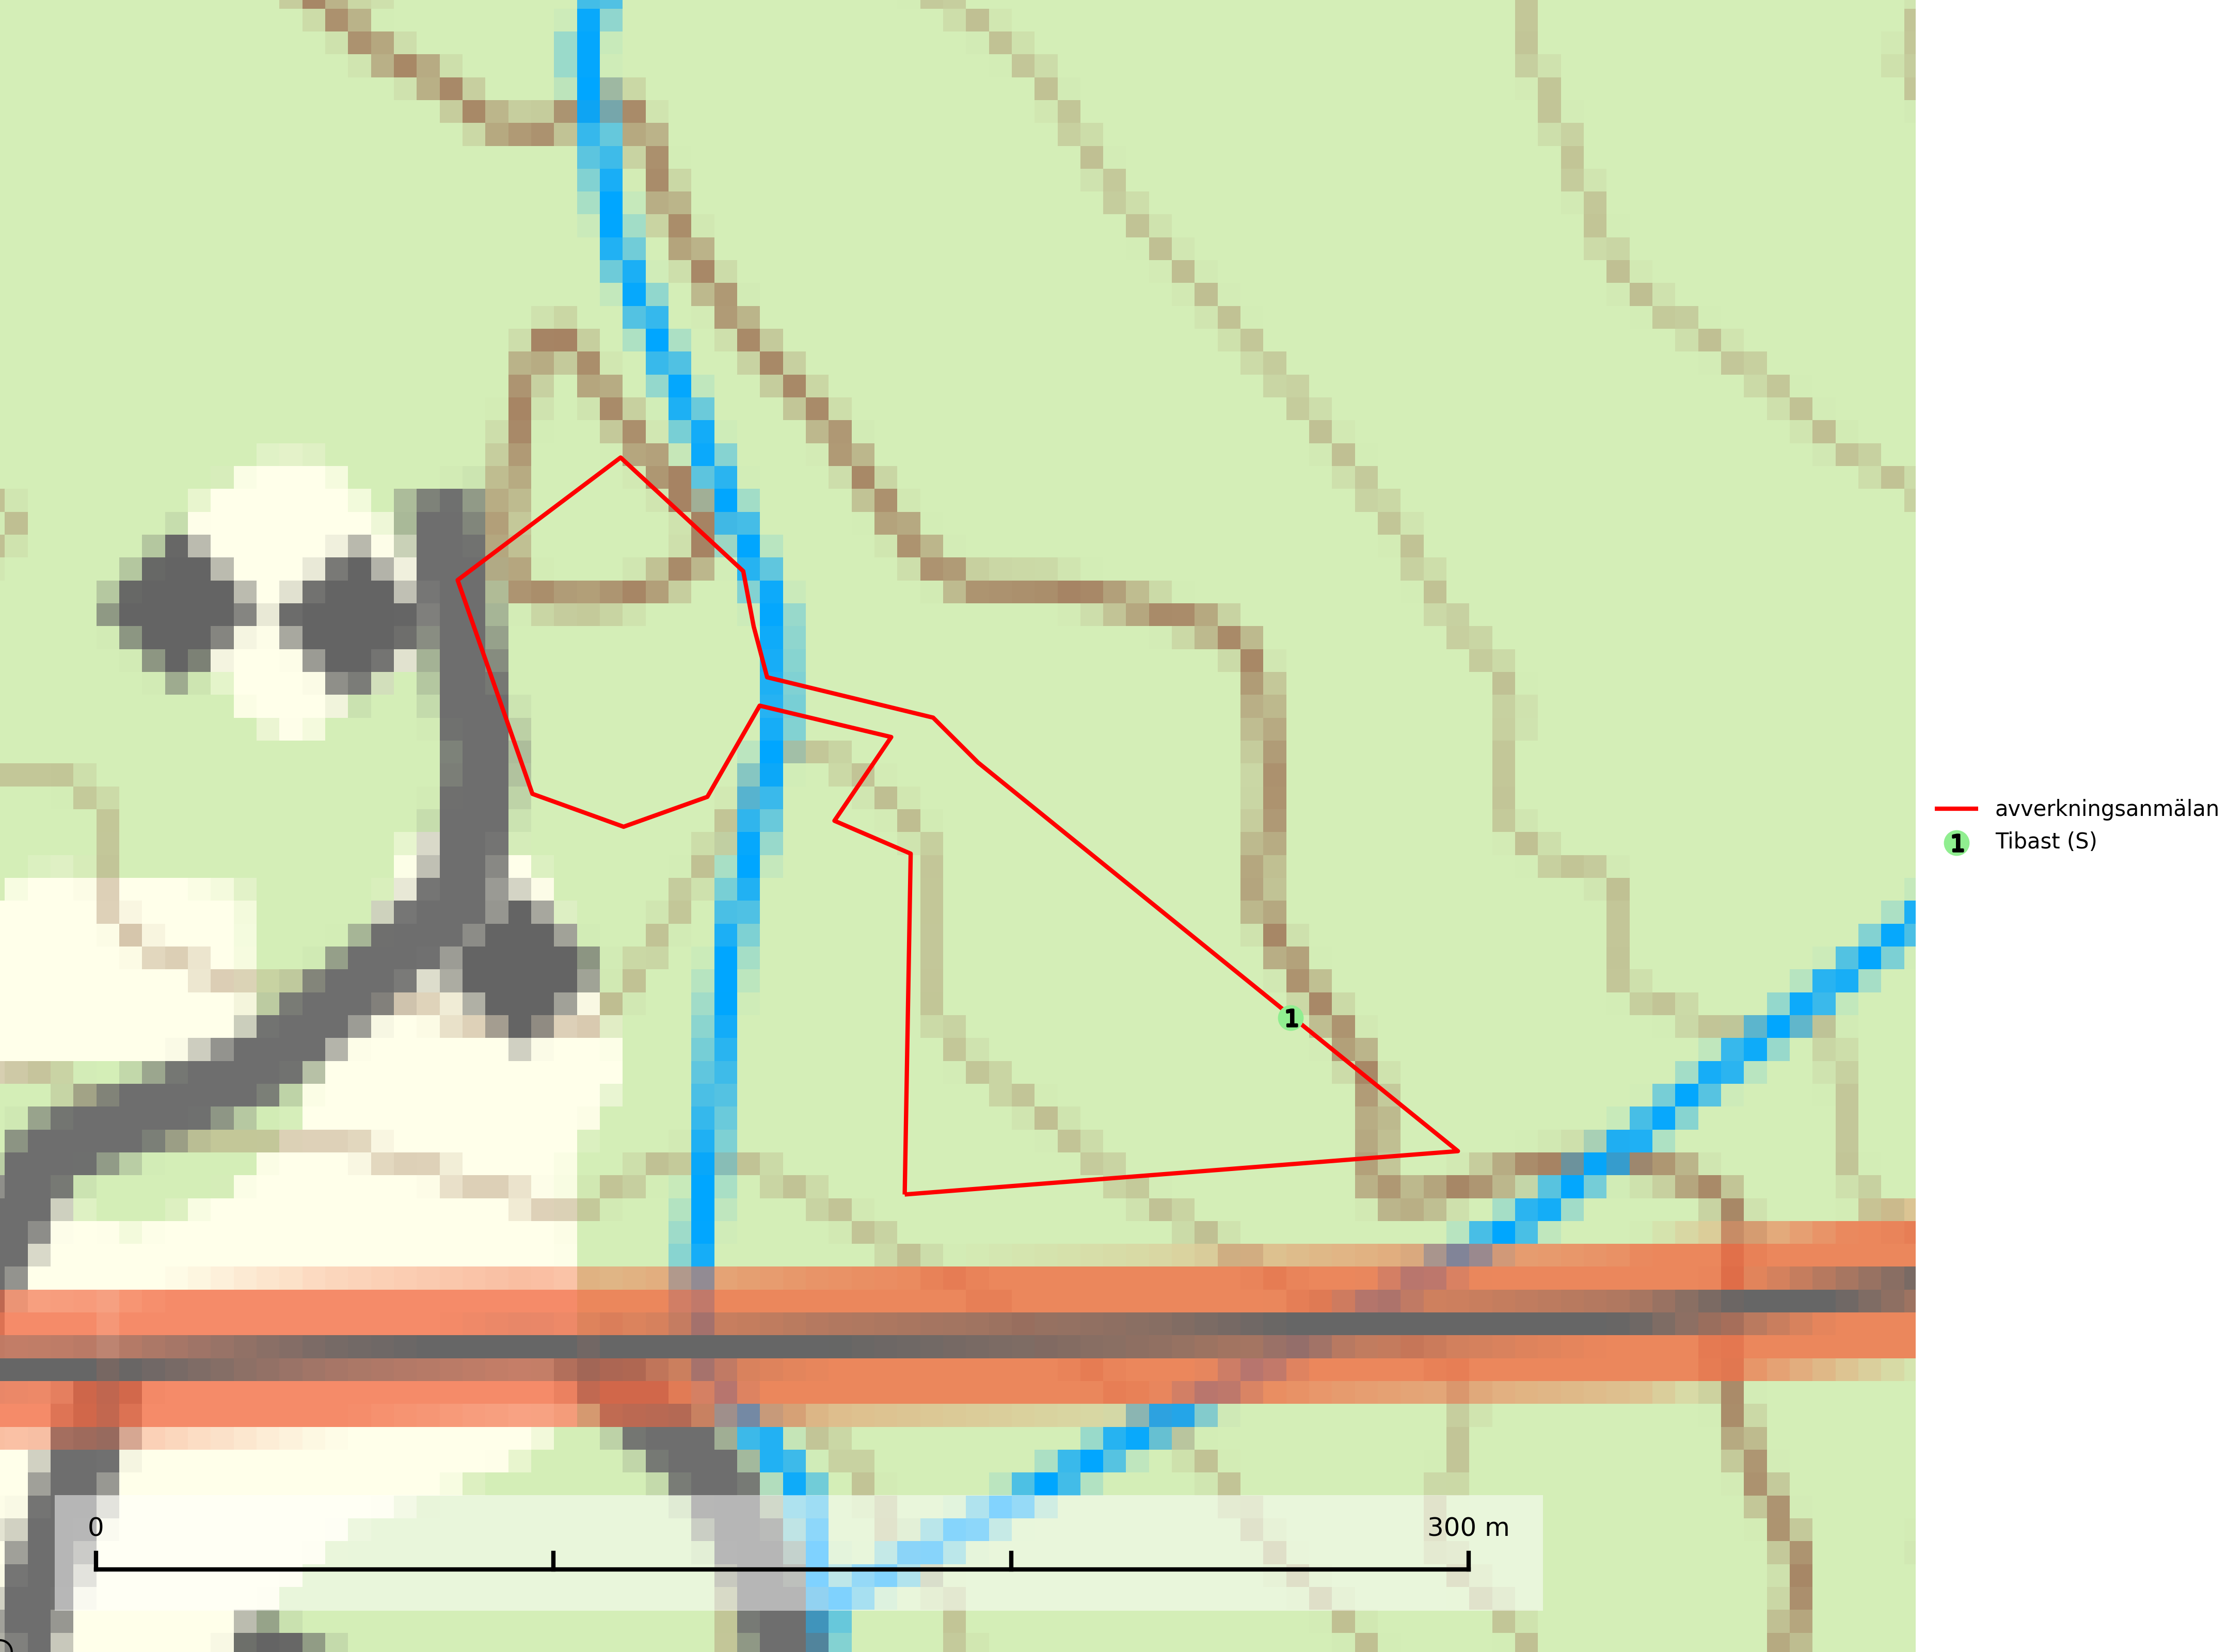 avverkningsanmälan
1 Tibast (S)
1
0 300 m